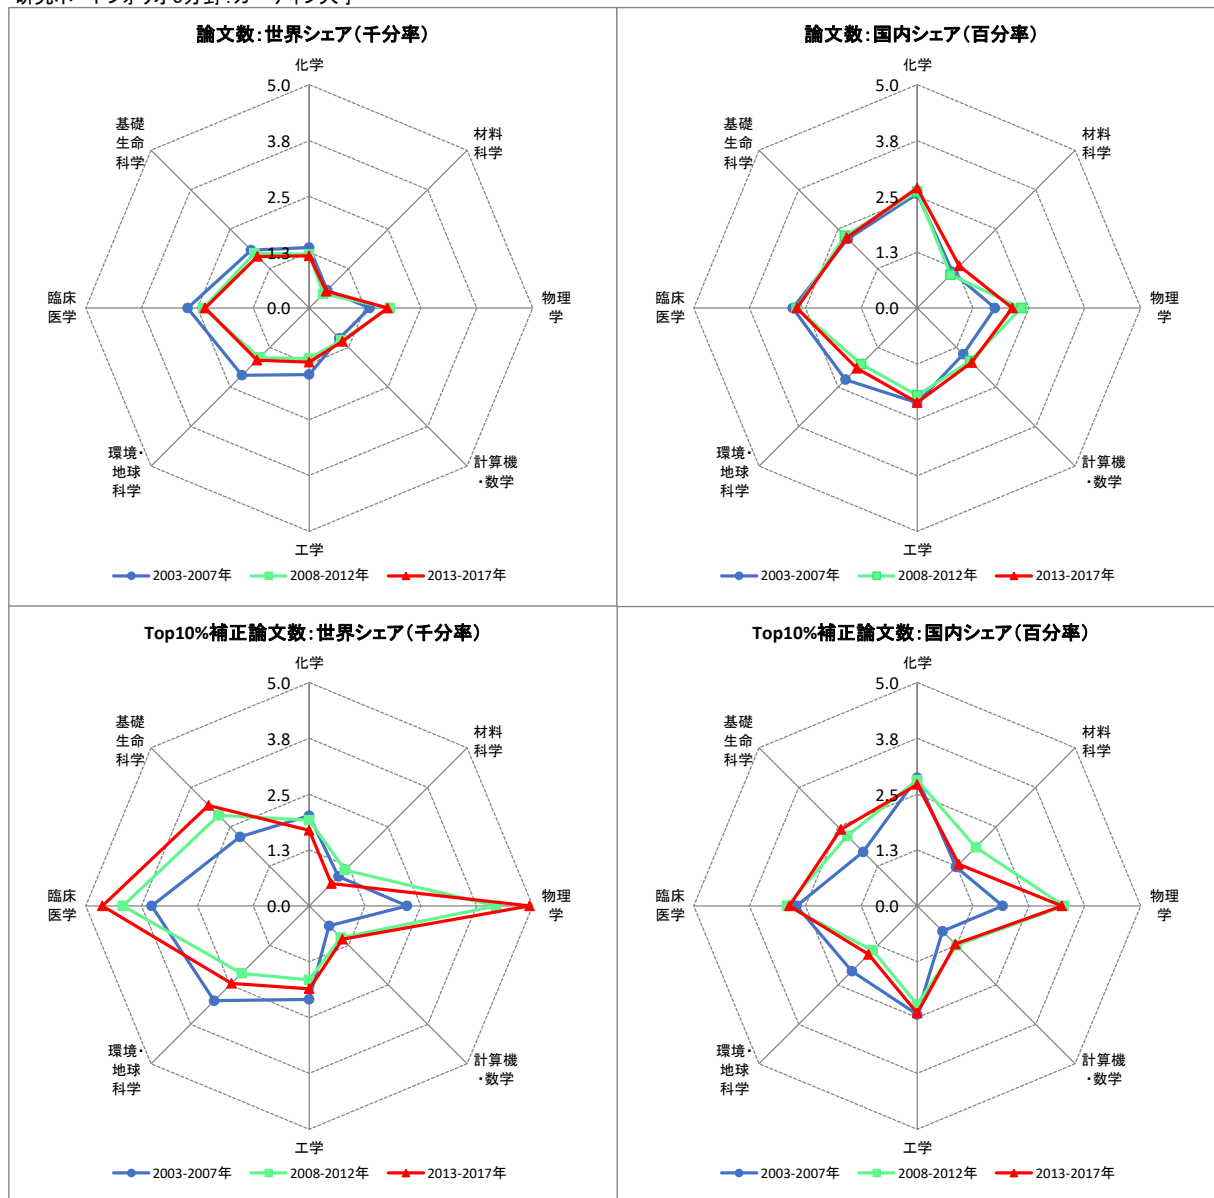 論文数：世界シェア（千分率）
化学
5.0
3.8
2.5
1.3
0.0
材料
科学
物理
学
計算機
・数学
工学
環境・
地球
科学
臨床
医学
基礎
生命
科学
2003-2007年
2008-2012年
2013-2017年
論文数：国内シェア（百分率）
化学
5.0
3.8
2.5
1.3
0.0
材料
科学
物理
学
計算機
・数学
工学
環境・
地球
科学
臨床
医学
基礎
生命
科学
2003-2007年
2008-2012年
2013-2017年
Top10%補正論文数：世界シェア（千分率）
化学
5.0
3.8
2.5
1.3
0.0
材料
科学
物理
学
計算機
・数学
工学
環境・
地球
科学
臨床
医学
基礎
生命
科学
2003-2007年
2008-2012年
2013-2017年
Top10%補正論文数：国内シェア（百分率）
化学
5.0
3.8
2.5
1.3
0.0
材料
科学
物理
学
計算機
・数学
工学
環境・
地球
科学
臨床
医学
基礎
生命
科学
2003-2007年
2008-2012年
2013-2017年